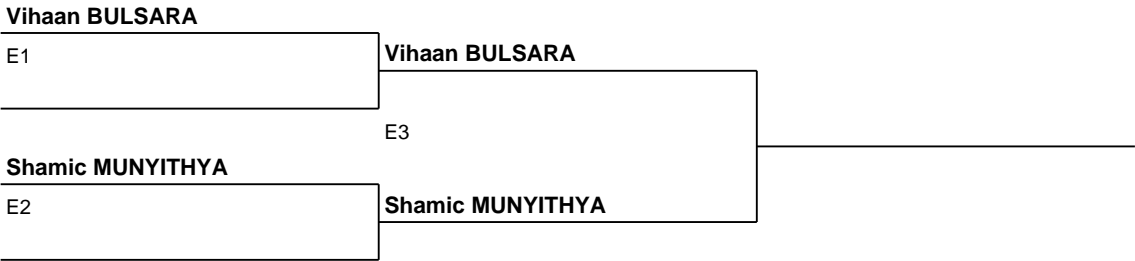 Vihaan BULSARA
E1
Vihaan BULSARA
E3
Shamic MUNYITHYA
E2
Shamic MUNYITHYA